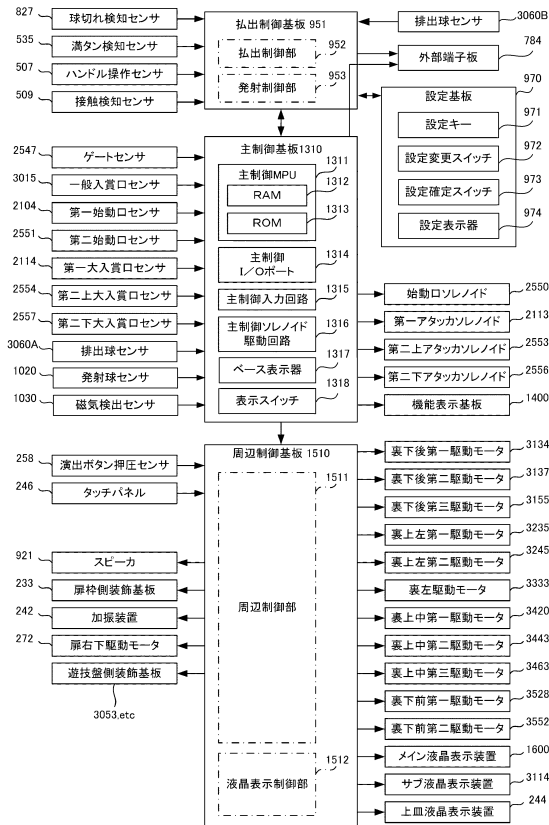 827 球切れ検知センサ
535 満タン検知センサ
507 ハンドル操作センサ
509 接触検知センサ
払出制御基板 951
払出制御部 952
発射制御部 953
排出球センサ 3060B
外部端子板 784
設定基板 970
設定キー 971
設定変更スイッチ 972
設定確定スイッチ 973
設定表示器 974
2547 ゲートセンサ
3015 一般入賞口センサ
2104 第一始動口センサ
2551 第二始動口センサ
2114 第一大入賞口センサ
2554 第二上大入賞口センサ
2557 第二下大入賞口センサ
3060A 排出球センサ
1020 発射球センサ
1030 磁気検出センサ
主制御基板1310
主制御MPU 1311
RAM 1312
ROM 1313
主制御
I/Oポート 1314
主制御入力回路 1315
主制御ソレノイド
駆動回路 1316
ベース表示器 1317
表示スイッチ 1318
始動口ソレノイド 2550
第一アタッカソレノイド 2113
第二上アタッカソレノイド 2553
第二下アタッカソレノイド 2556
機能表示基板 1400
258 演出ボタン押圧センサ
246 タッチパネル
921 スピーカ
233 扉枠側装飾基板
242 加振装置
272 扉右下駆動モータ
遊技盤側装飾基板
3053,etc
周辺制御基板 1510
1511
周辺制御部
1512
液晶表示制御部
裏下後第一駆動モータ 3134
裏下後第二駆動モータ 3137
裏下後第三駆動モータ 3155
裏上左第一駆動モータ 3235
裏上左第二駆動モータ 3245
裏左駆動モータ 3333
裏上中第一駆動モータ 3420
裏上中第二駆動モータ 3443
裏上中第三駆動モータ 3463
裏下前第一駆動モータ 3528
裏下前第二駆動モータ 3552
メイン液晶表示装置 1600
サブ液晶表示装置 3114
上皿液晶表示装置 244